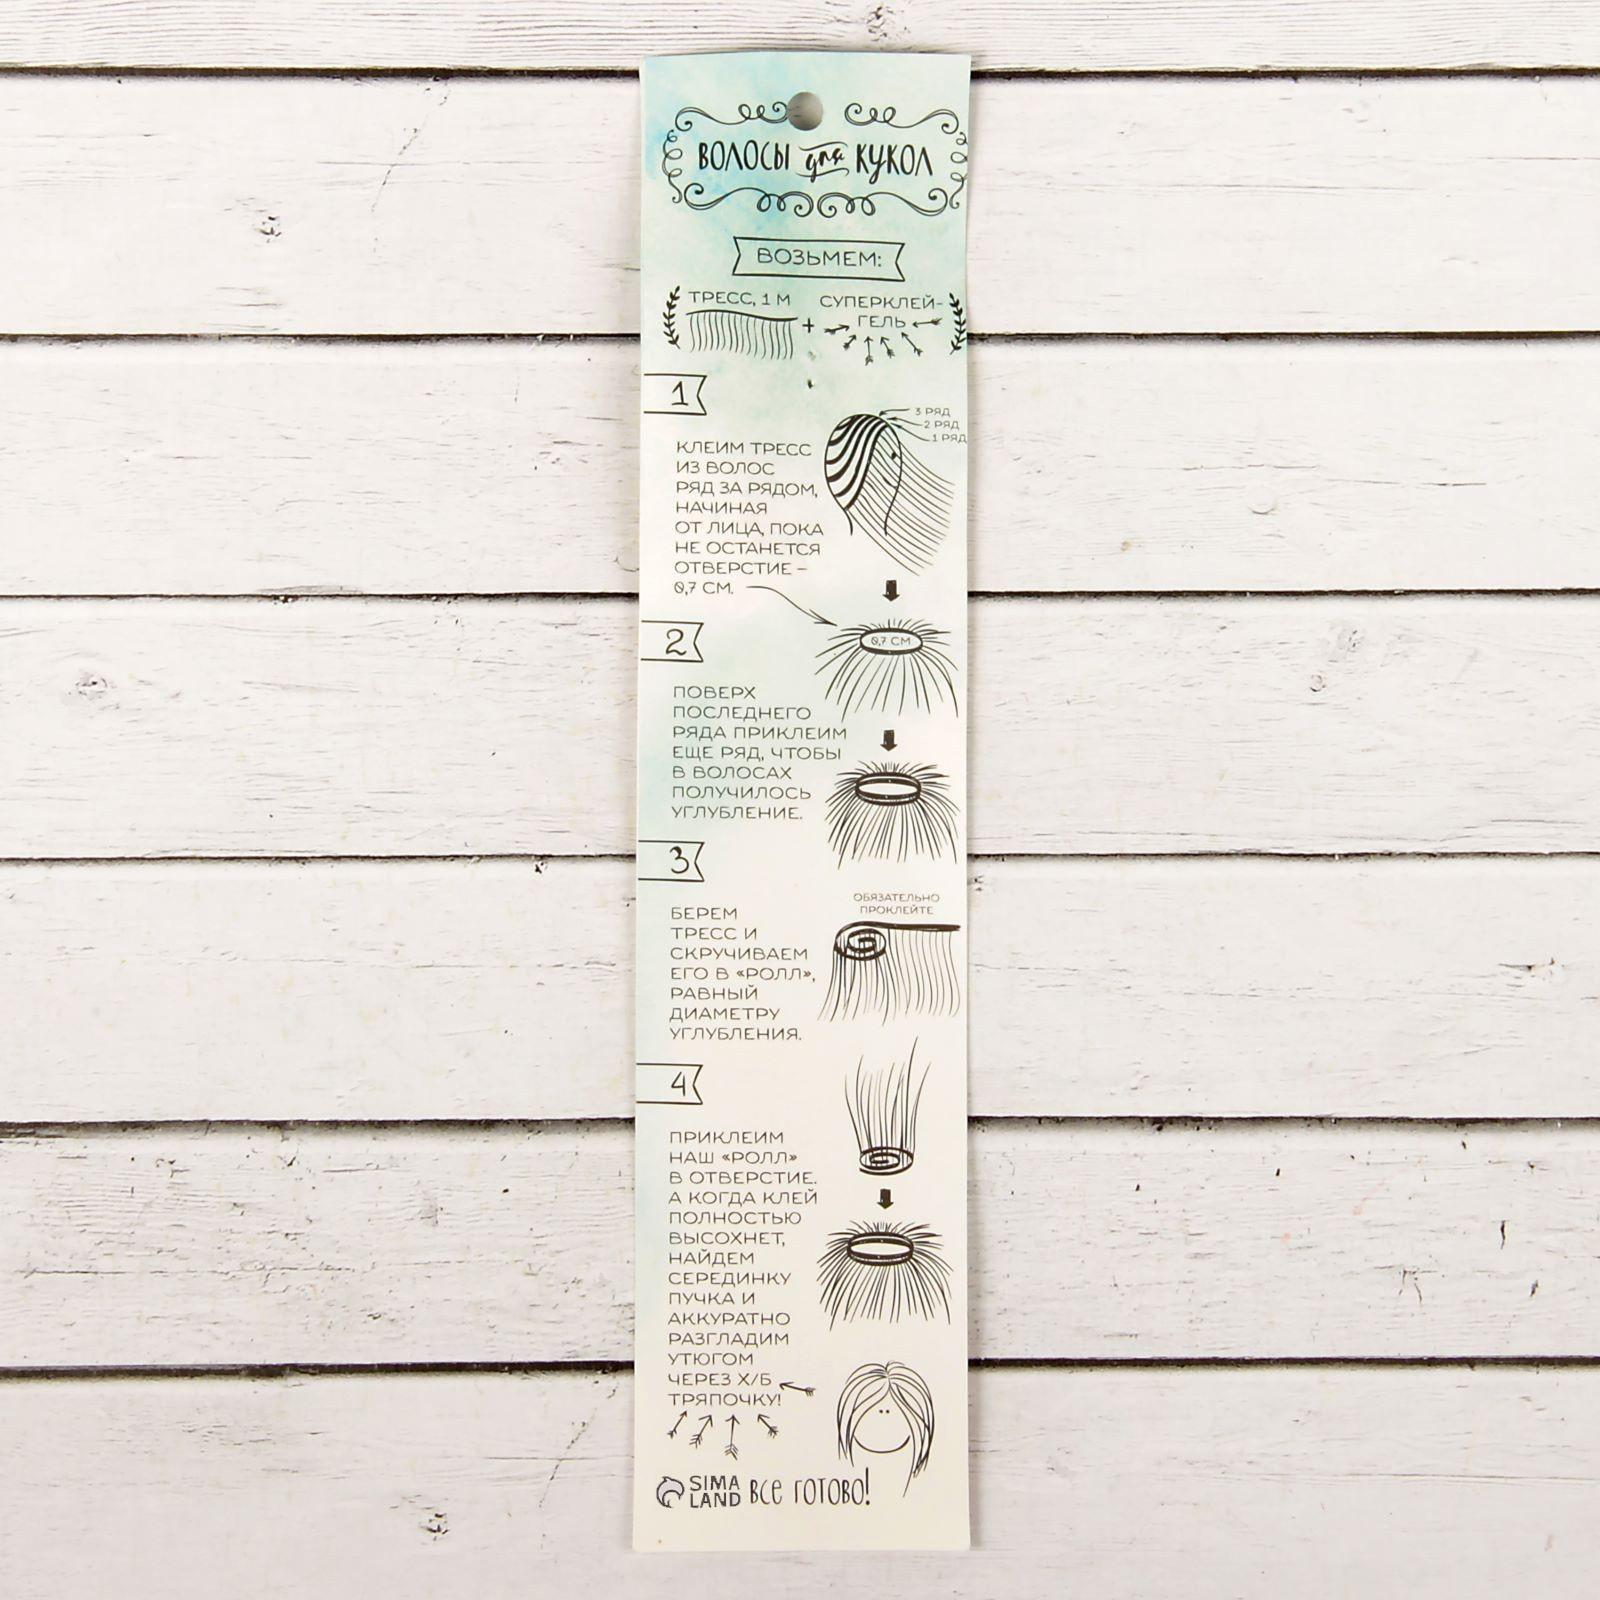 ВОЛОСЫ для КУКОЛ
ВОЗЬМЕМ:
ТРЕСС, 1 М + СУПЕРКЛЕЙ-
ГЕЛЬ
1
3 РЯД
2 РЯД
1 РЯД
КЛЕИМ ТРЕСС
ИЗ ВОЛОС
РЯД ЗА РЯДОМ,
НАЧИНАЯ
ОТ ЛИЦА, ПОКА
НЕ ОСТАНЕТСЯ
ОТВЕРСТИЕ –
0,7 СМ.
0,7 СМ
2
ПОВЕРХ
ПОСЛЕДНЕГО
РЯДА ПРИКЛЕИМ
ЕЩЕ РЯД, ЧТОБЫ
В ВОЛОСАХ
ПОЛУЧИЛОСЬ
УГЛУБЛЕНИЕ.
3
ОБЯЗАТЕЛЬНО
ПРОКЛЕЙТЕ
БЕРЕМ
ТРЕСС И
СКРУЧИВАЕМ
ЕГО В «РОЛЛ»,
РАВНЫЙ
ДИАМЕТРУ
УГЛУБЛЕНИЯ.
4
ПРИКЛЕИМ
НАШ «РОЛЛ»
В ОТВЕРСТИЕ.
А КОГДА КЛЕЙ
ПОЛНОСТЬЮ
ВЫСОХНЕТ,
НАЙДЕМ
СЕРЕДИНКУ
ПУЧКА И
АККУРАТНО
РАЗГЛАДИМ
УТЮГОМ
ЧЕРЕЗ Х/Б
ТРЯПОЧКУ!
SIMA
LAND
ВСЕ ГОТОВО!